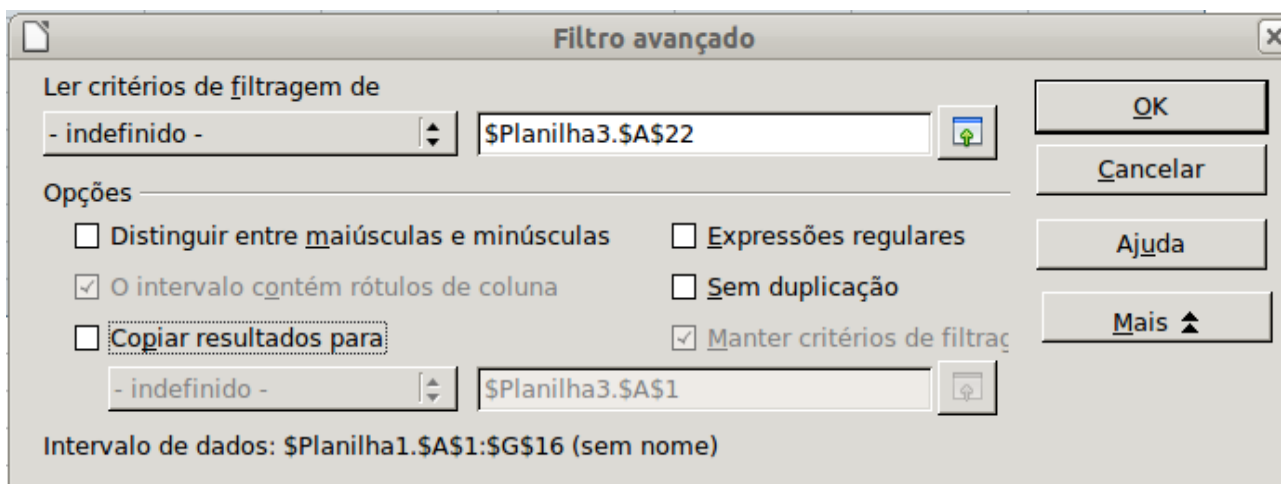 Filtro avançado
Ler critérios de filtragem de
- indefinido - $Planilha3.$A$22
OK
Cancelar
Opções
Distinguir entre maiúsculas e minúsculas Expressões regulares
Ajuda
O intervalo contém rótulos de coluna Sem duplicação
Mais
Copiar resultados para Manter critérios de filtrag
- indefinido - $Planilha3.$A$1
Intervalo de dados: $Planilha1.$A$1:$G$16 (sem nome)